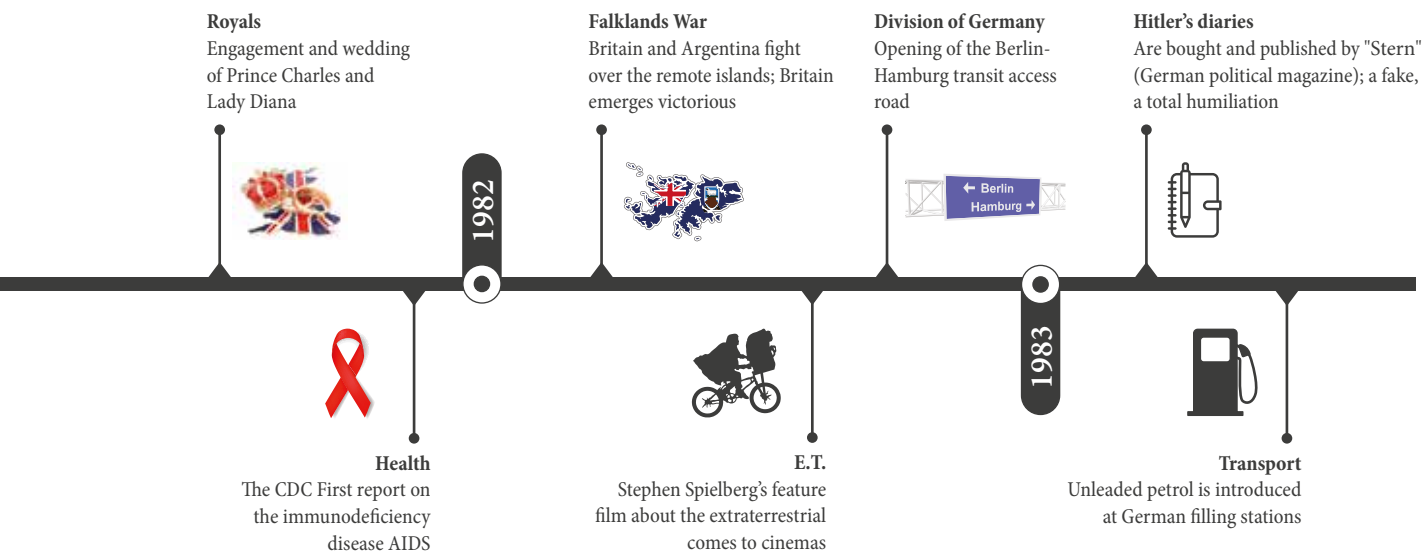 Royals
Engagement and wedding
of Prince Charles and
Lady Diana
Falklands War
Britain and Argentina fight
over the remote islands; Britain
emerges victorious
Division of Germany
Opening of the Berlin-
Hamburg transit access
road
Hitler’s diaries
Are bought and published by "Stern"
(German political magazine); a fake,
a total humiliation
1982
← Berlin
Hamburg →
1983
Health
The CDC First report on
the immunodeficiency
disease AIDS
E.T.
Stephen Spielberg’s feature
film about the extraterrestrial
comes to cinemas
Transport
Unleaded petrol is introduced
at German filling stations